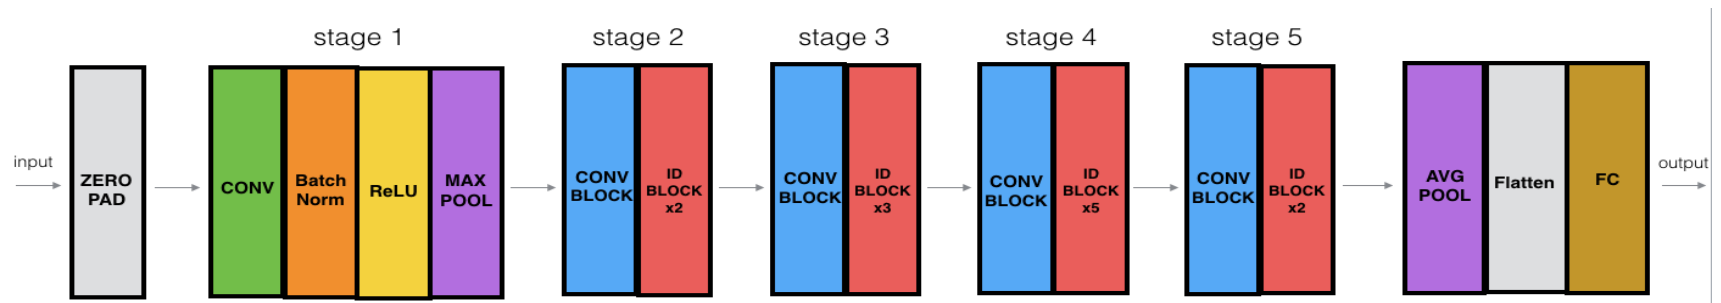 stage 1
stage 2
stage 3
stage 4
stage 5
input
ZERO
PAD
CONV
Batch
Norm
ReLU
MAX
POOL
CONV
BLOCK
ID
BLOCK
x2
CONV
BLOCK
ID
BLOCK
x3
CONV
BLOCK
ID
BLOCK
x5
CONV
BLOCK
ID
BLOCK
x2
AVG
POOL
Flatten
FC
output